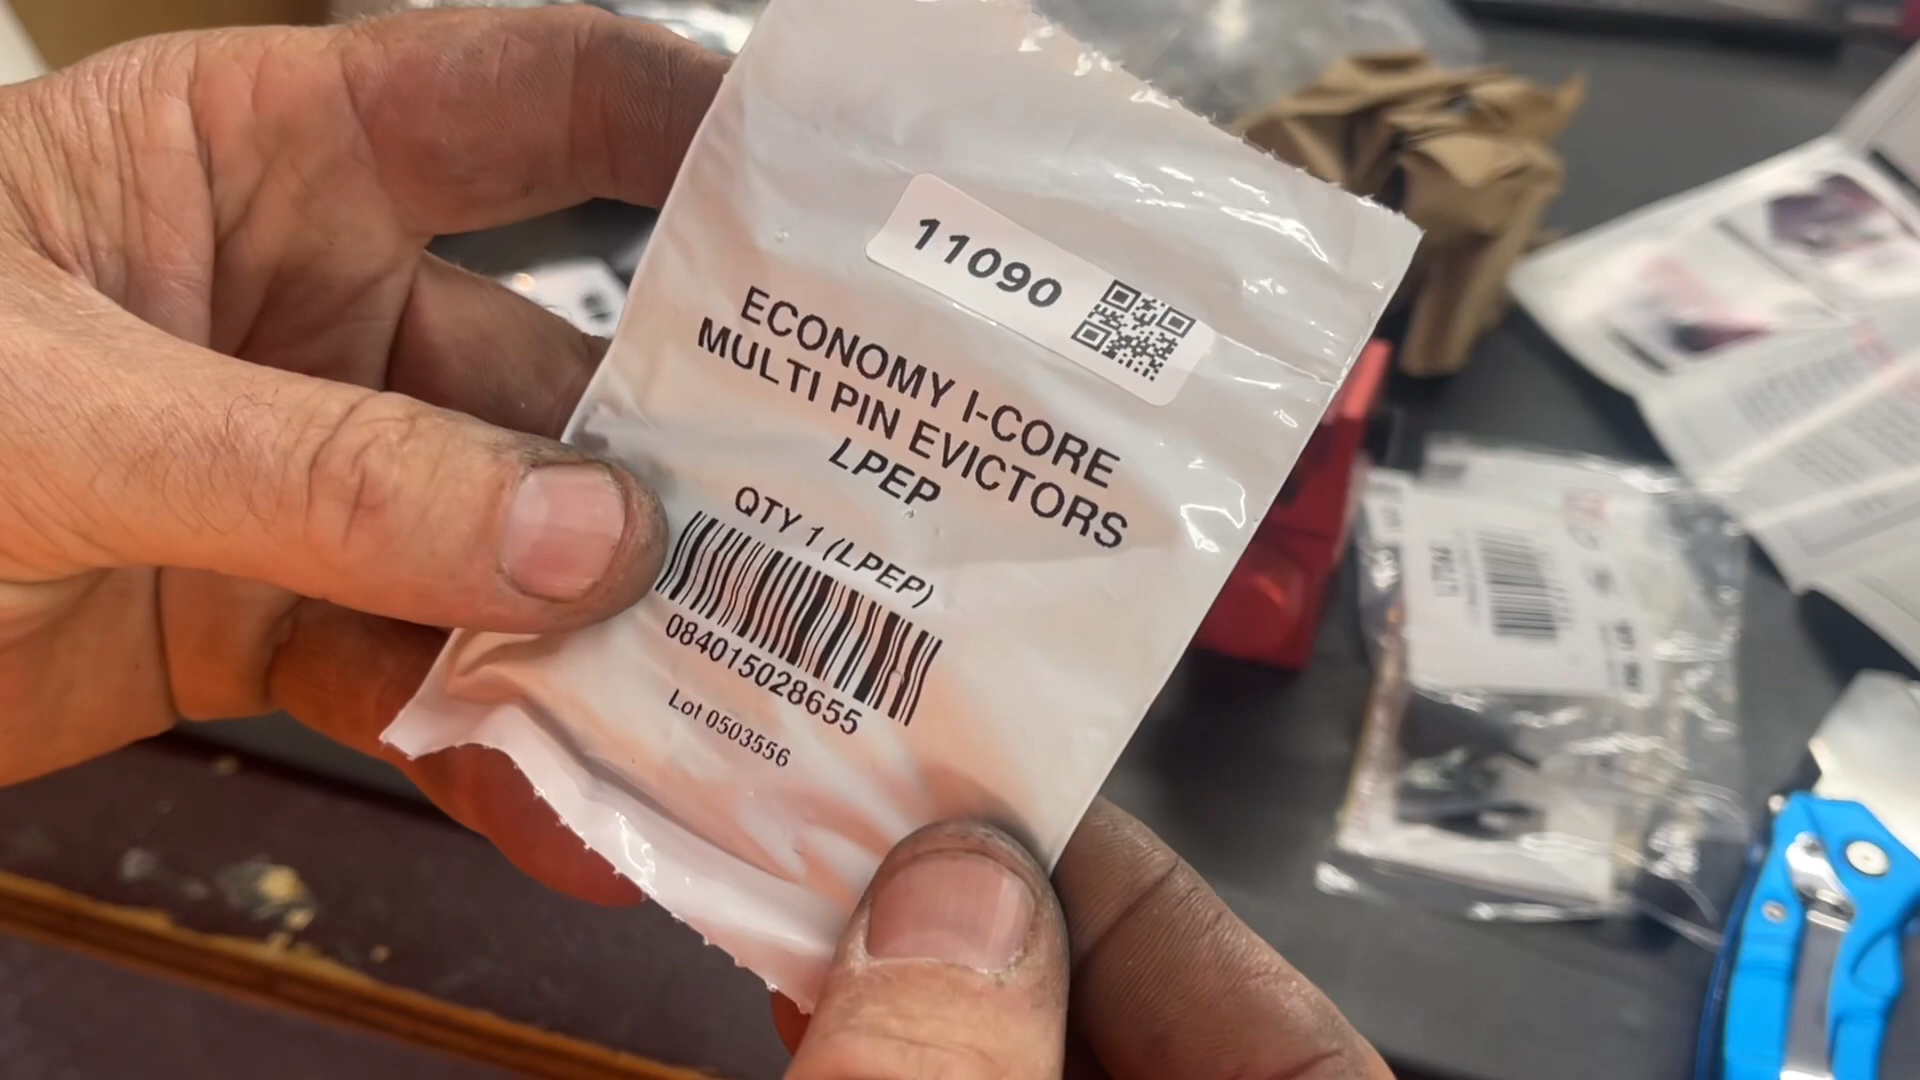 11090
ECONOMY I-CORE
MULTI PIN EVICTORS
LPEP
QTY 1 (LPEP)
084015028655
Lot 0503556